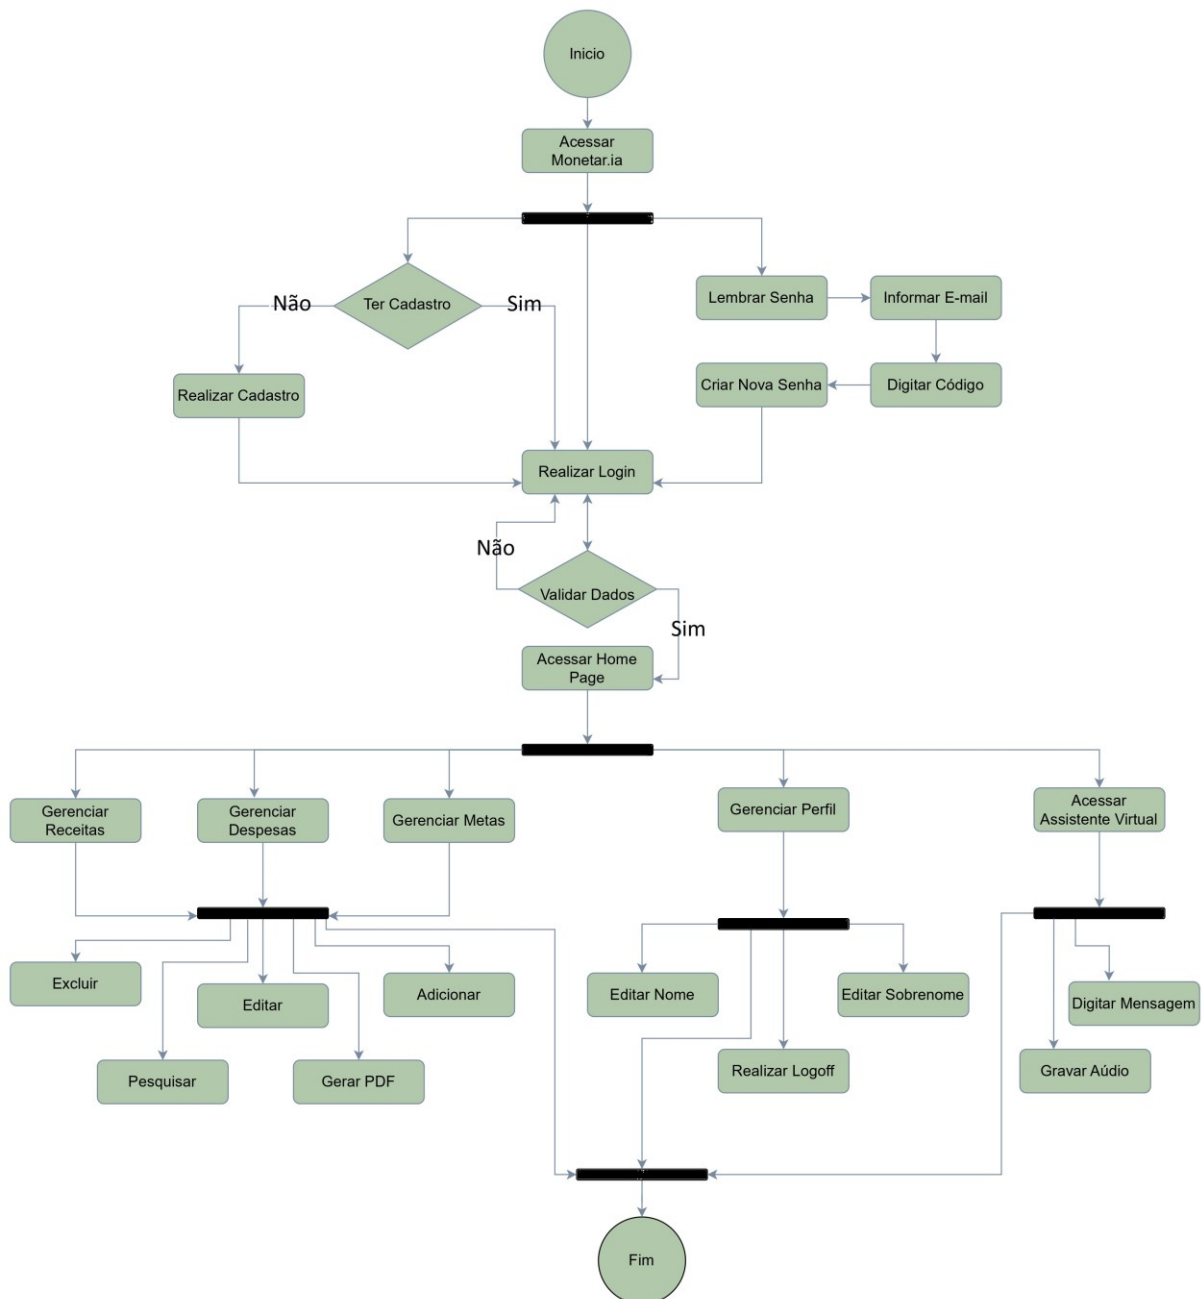 Inicio
Acessar
Monetar.ia
Não
Ter Cadastro
Sim
Lembrar Senha
Informar E-mail
Realizar Cadastro
Criar Nova Senha
Digitar Código
Realizar Login
Não
Validar Dados
Sim
Acessar Home
Page
Gerenciar
Receitas
Gerenciar
Despesas
Gerenciar Metas
Gerenciar Perfil
Acessar
Assistente Virtual
Excluir
Editar
Adicionar
Editar Nome
Editar Sobrenome
Digitar Mensagem
Pesquisar
Gerar PDF
Realizar Logoff
Gravar Aúdio
Fim